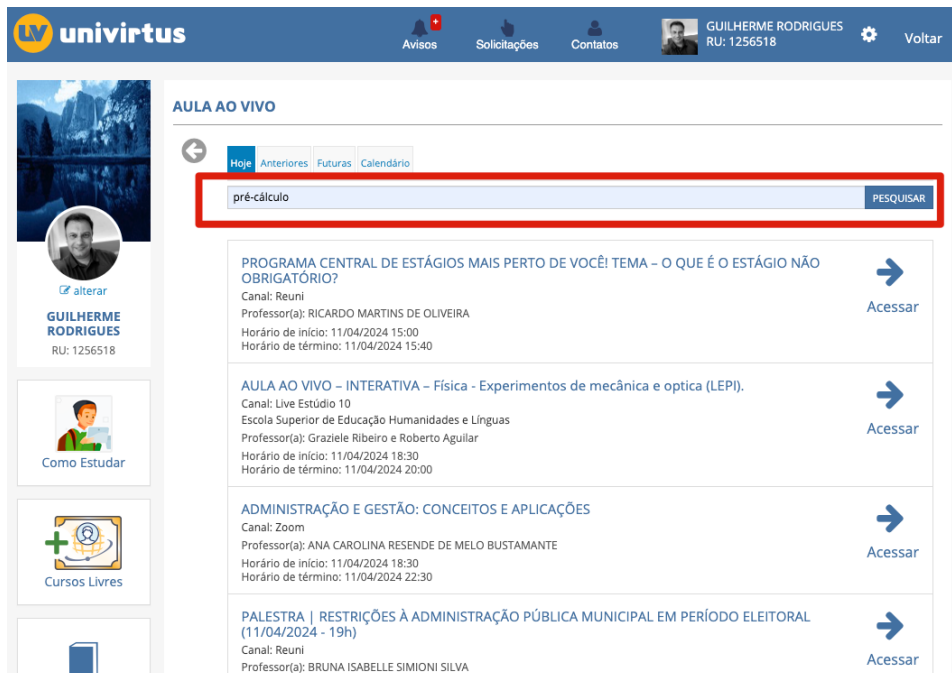 UV univirtus
Avisos
Solicitações
Contatos
GUILHERME RODRIGUES
RU: 1256518
Voltar
alterar
GUILHERME
RODRIGUES
RU: 1256518
Como Estudar
Cursos Livres
AULA AO VIVO
Hoje Anteriores Futuras Calendário
pré-cálculo
PESQUISAR
PROGRAMA CENTRAL DE ESTÁGIOS MAIS PERTO DE VOCÊ! TEMA – O QUE É O ESTÁGIO NÃO
OBRIGATÓRIO?
Canal: Reuni
Professor(a): RICARDO MARTINS DE OLIVEIRA
Horário de início: 11/04/2024 15:00
Horário de término: 11/04/2024 15:40
Acessar
AULA AO VIVO – INTERATIVA – Física - Experimentos de mecânica e optica (LEPI).
Canal: Live Estúdio 10
Escola Superior de Educação Humanidades e Línguas
Professor(a): Graziele Ribeiro e Roberto Aguilar
Horário de início: 11/04/2024 18:30
Horário de término: 11/04/2024 20:00
Acessar
ADMINISTRAÇÃO E GESTÃO: CONCEITOS E APLICAÇÕES
Canal: Zoom
Professor(a): ANA CAROLINA RESENDE DE MELO BUSTAMANTE
Horário de início: 11/04/2024 18:30
Horário de término: 11/04/2024 22:30
Acessar
PALESTRA | RESTRIÇÕES À ADMINISTRAÇÃO PÚBLICA MUNICIPAL EM PERÍODO ELEITORAL
(11/04/2024 - 19h)
Canal: Reuni
Professor(a): BRUNA ISABELLE SIMIONI SILVA
Acessar